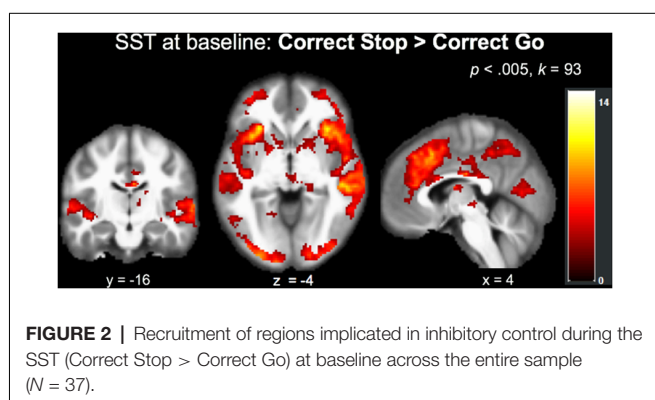 SST at baseline: Correct Stop > Correct Go
p < .005, k = 93
14
0
y = -16
z = -4
x = 4
FIGURE 2 | Recruitment of regions implicated in inhibitory control during the
SST (Correct Stop > Correct Go) at baseline across the entire sample
(N = 37).